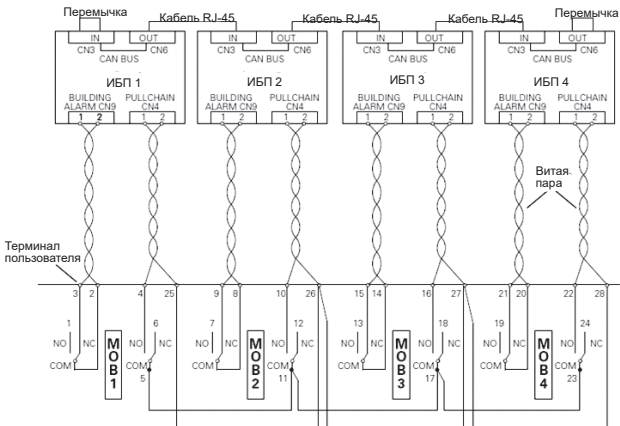 Перемычка Кабель RJ-45 Кабель RJ-45 Кабель RJ-45 Перемычка
IN OUT IN OUT IN OUT IN OUT
CN3 CN6 CN3 CN6 CN3 CN6 CN3 CN6
CAN BUS CAN BUS CAN BUS CAN BUS
ИБП 1 ИБП 2 ИБП 3 ИБП 4
BUILDING PULLCHAIN BUILDING PULLCHAIN BUILDING PULLCHAIN BUILDING PULLCHAIN
ALARM CN9 CN4 ALARM CN9 CN4 ALARM CN9 CN4 ALARM CN9 CN4
1 2 1 2 1 2 1 2 1 2 1 2 1 2 1 2
Витая
пара
Терминал
пользователя
3 2 4 25 9 8 10 26 15 14 16 27 21 20 22 28
1 6 7 12 13 18 19 24
NO NC NO NC NO NC NO NC NO NC NO NC NO NC NO NC
COM COM COM COM COM COM COM COM
MOB1 MOB2 MOB3 MOB4
5 11 17 23